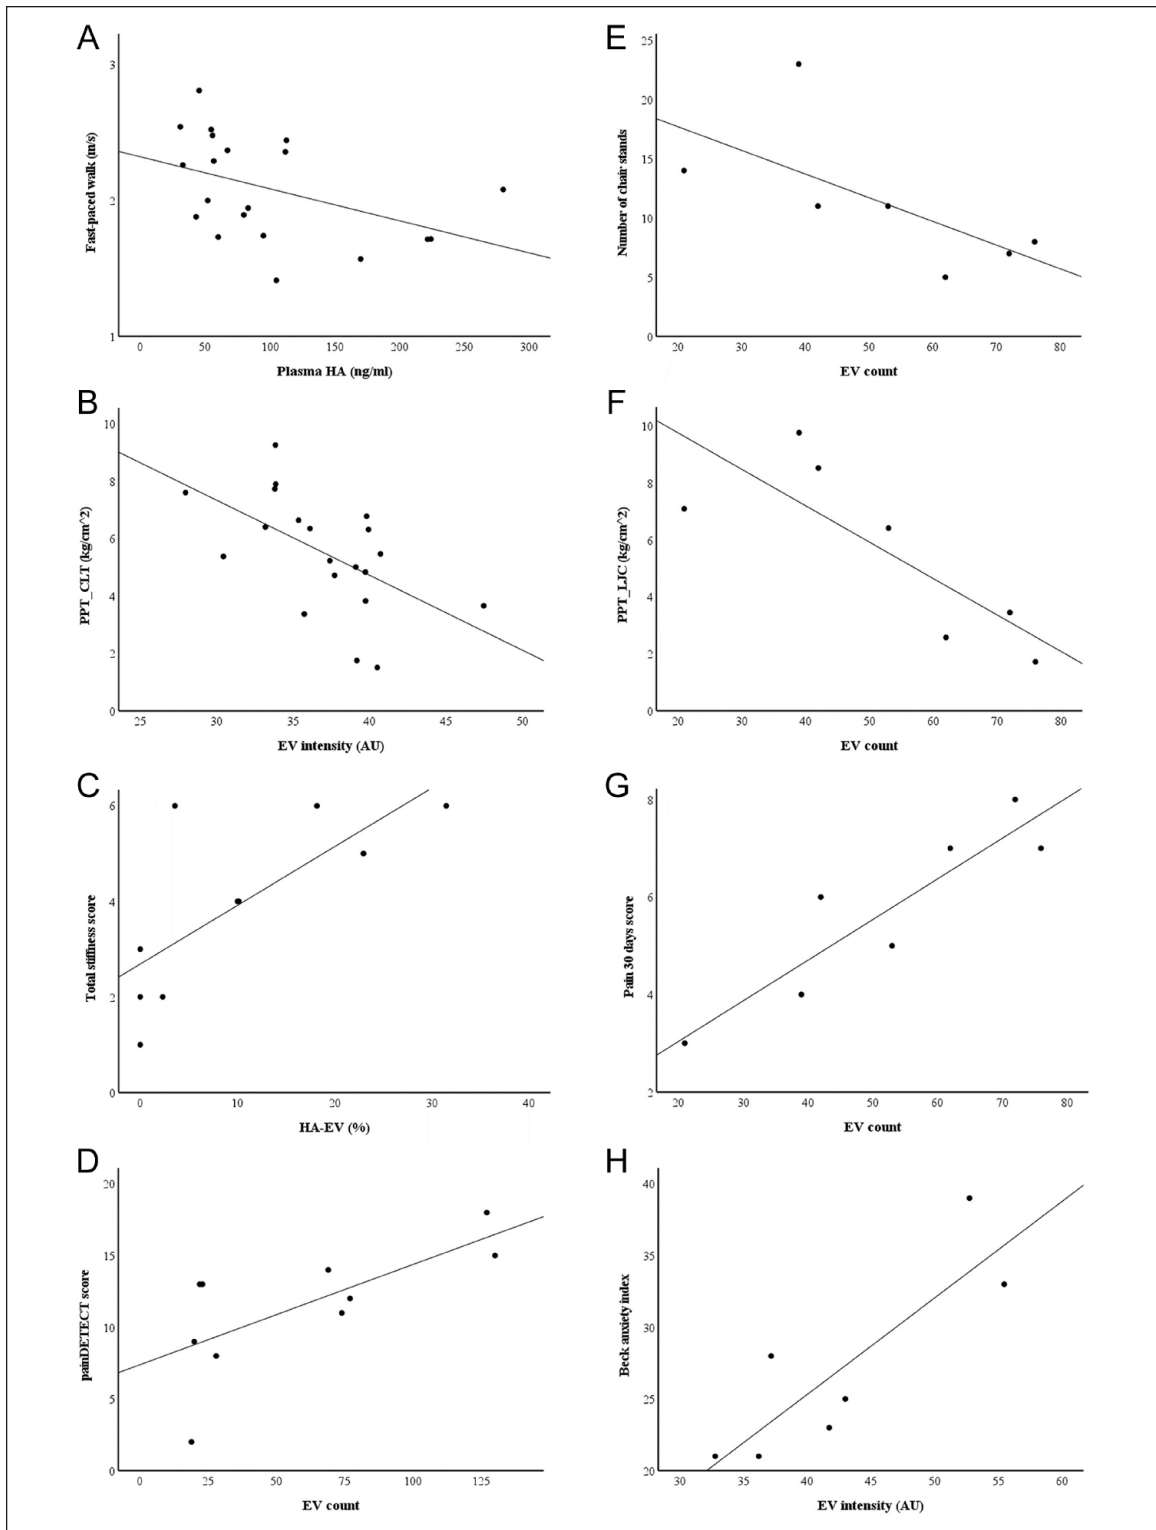 A
3
2
1
Fast-paced walk (m/s)
0 50 100 150 200 250 300
Plasma HA (ng/ml)
E
25
20
15
10
5
0
Number of chair stands
20 30 40 50 60 70 80
EV count
B
10
8
6
4
2
0
PPT_CLT (kg/cm^2)
25 30 35 40 45 50
EV intensity (AU)
F
10
8
6
4
2
0
PPT_LJC (kg/cm^2)
20 30 40 50 60 70 80
EV count
C
6
4
2
0
Total stiffness score
0 10 20 30 40
HA-EV (%)
G
8
6
4
2
Pain 30 days score
20 30 40 50 60 70 80
EV count
D
20
15
10
5
0
painDETECT score
0 25 50 75 100 125
EV count
H
40
35
30
25
20
Beck anxiety index
30 35 40 45 50 55 60
EV intensity (AU)